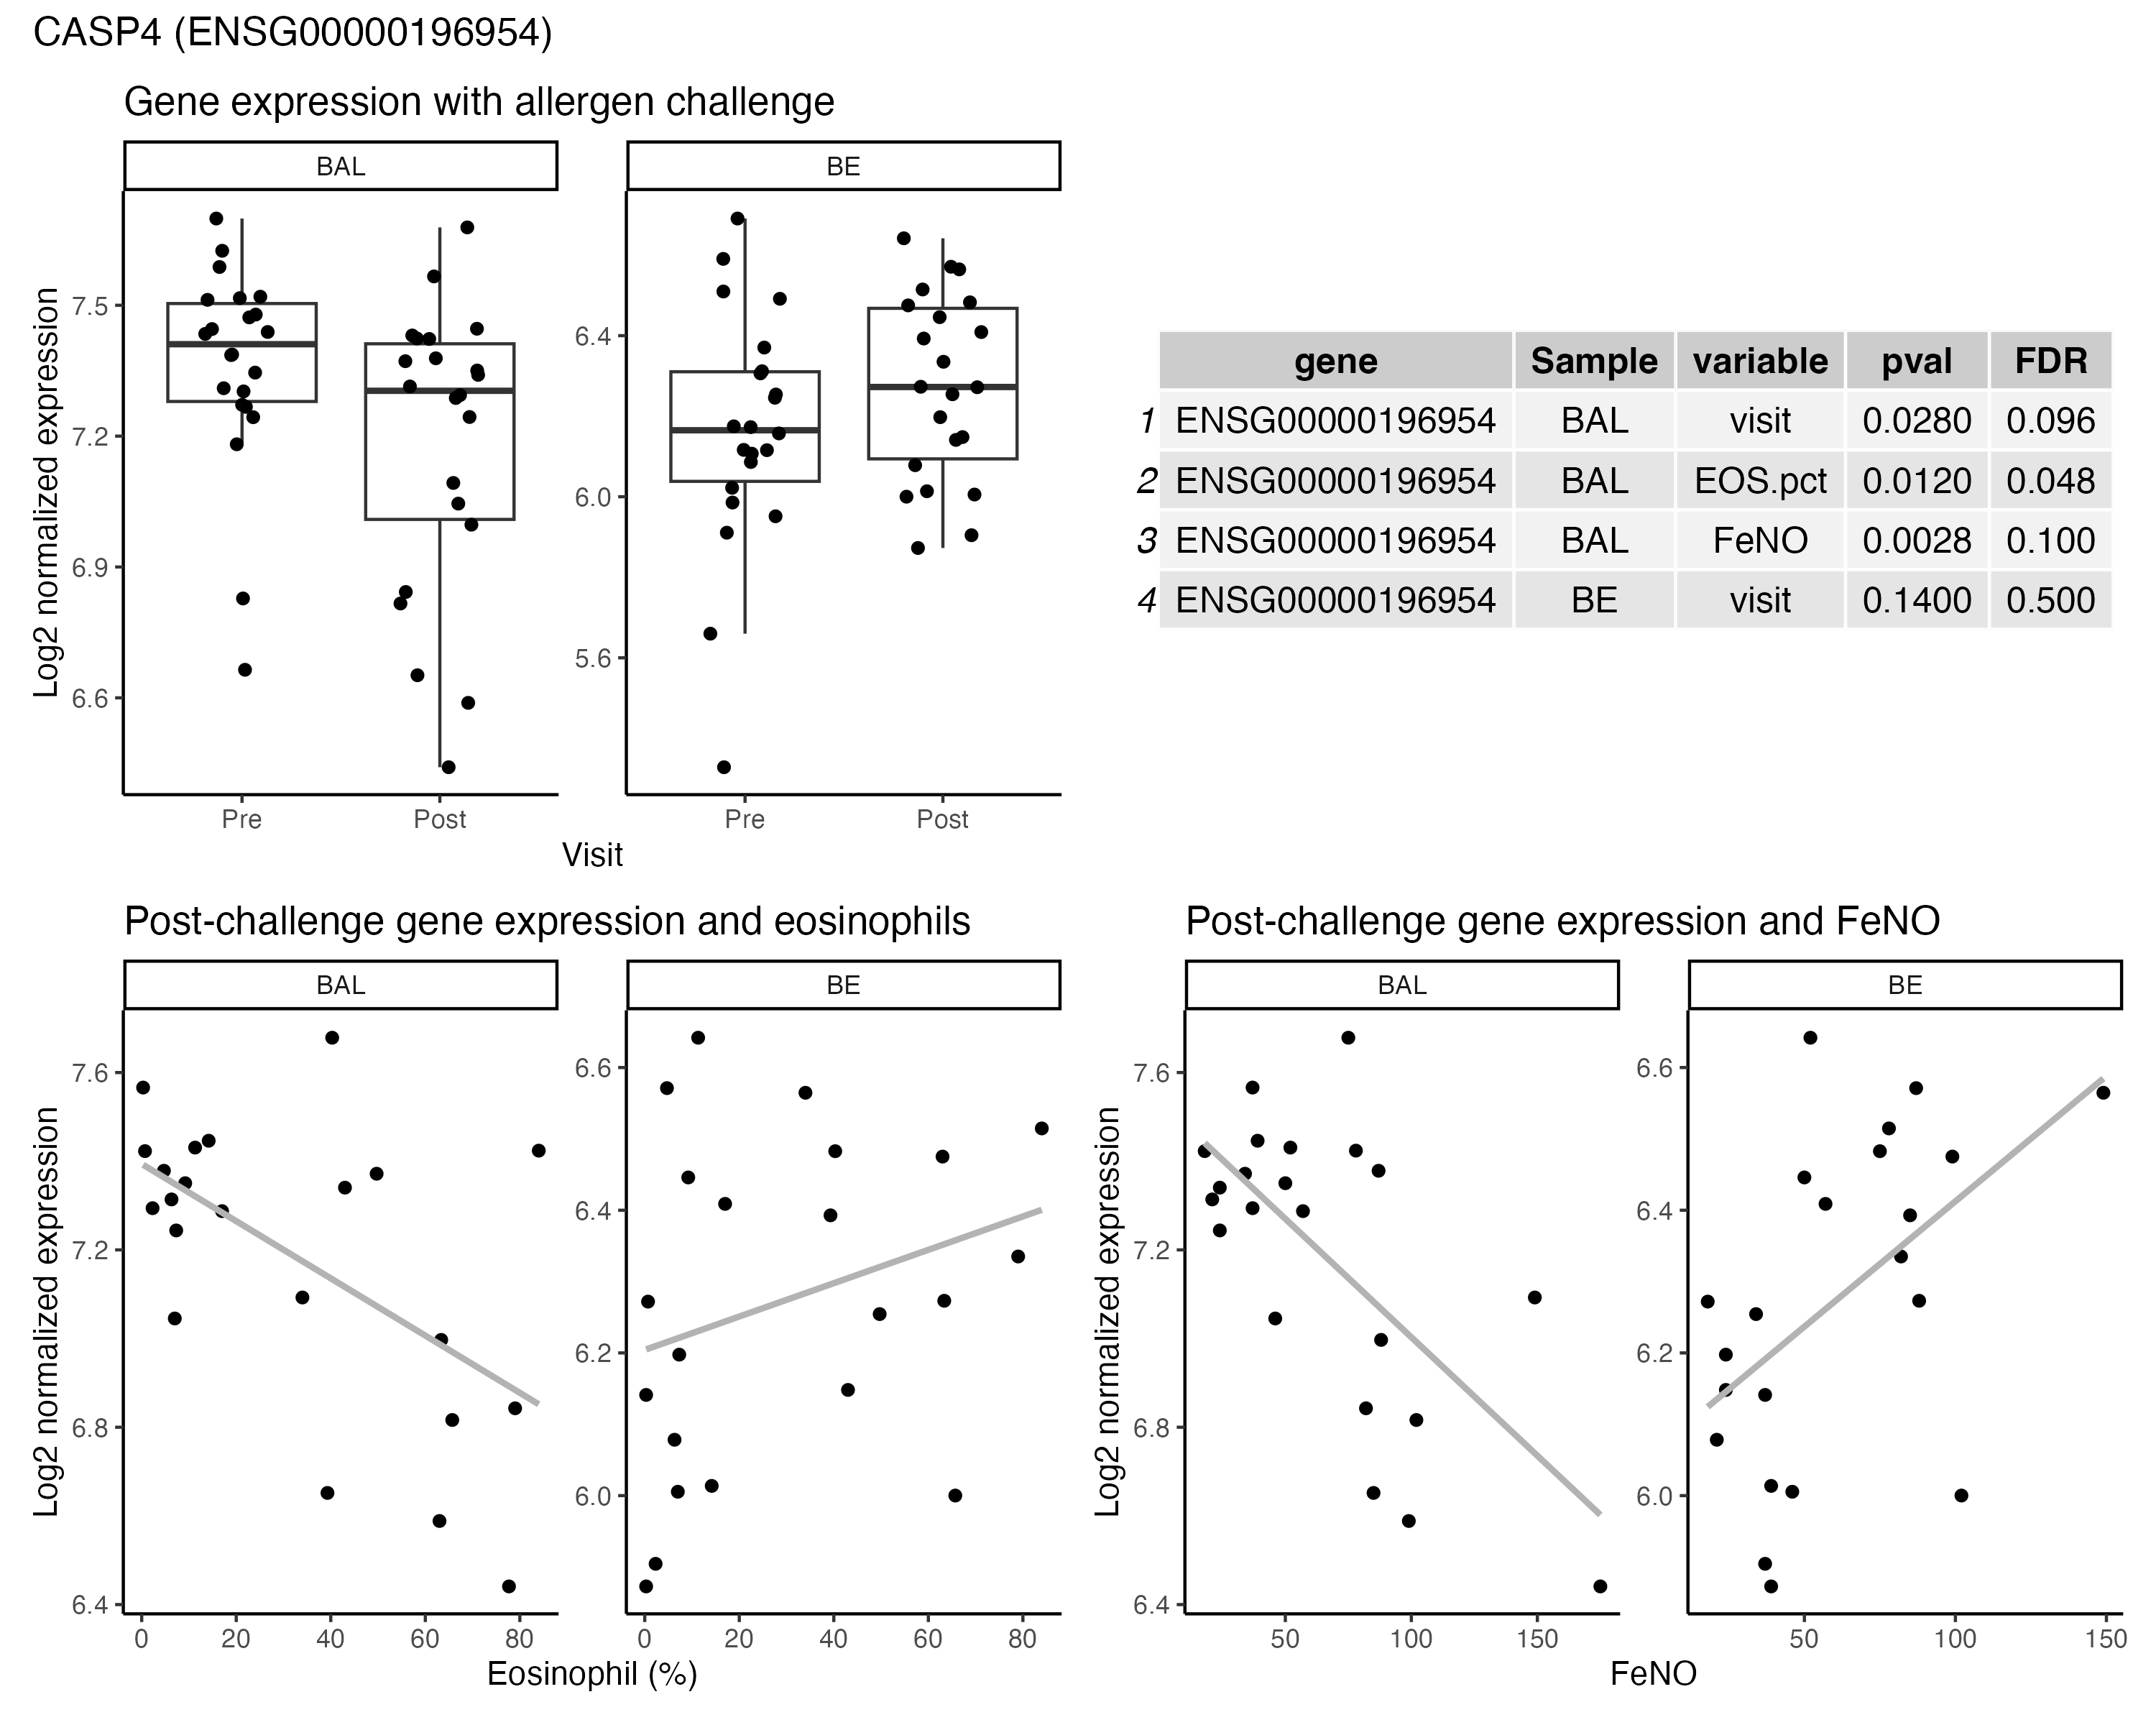 CASP4 (ENSG00000196954)
Gene expression with allergen challenge
BAL
BE
Log2 normalized expression
7.5
7.2
6.9
6.6
6.4
6.0
5.6
Pre
Post
Pre
Post
Visit
gene Sample variable pval FDR
1 ENSG00000196954 BAL visit 0.0280 0.096
2 ENSG00000196954 BAL EOS.pct 0.0120 0.048
3 ENSG00000196954 BAL FeNO 0.0028 0.100
4 ENSG00000196954 BE visit 0.1400 0.500
Post-challenge gene expression and eosinophils
BAL
BE
Log2 normalized expression
7.6
7.2
6.8
6.4
6.6
6.4
6.2
6.0
0 20 40 60 80
0 20 40 60 80
Eosinophil (%)
Post-challenge gene expression and FeNO
BAL
BE
Log2 normalized expression
7.6
7.2
6.8
6.4
6.6
6.4
6.2
6.0
50 100 150
50 100 150
FeNO